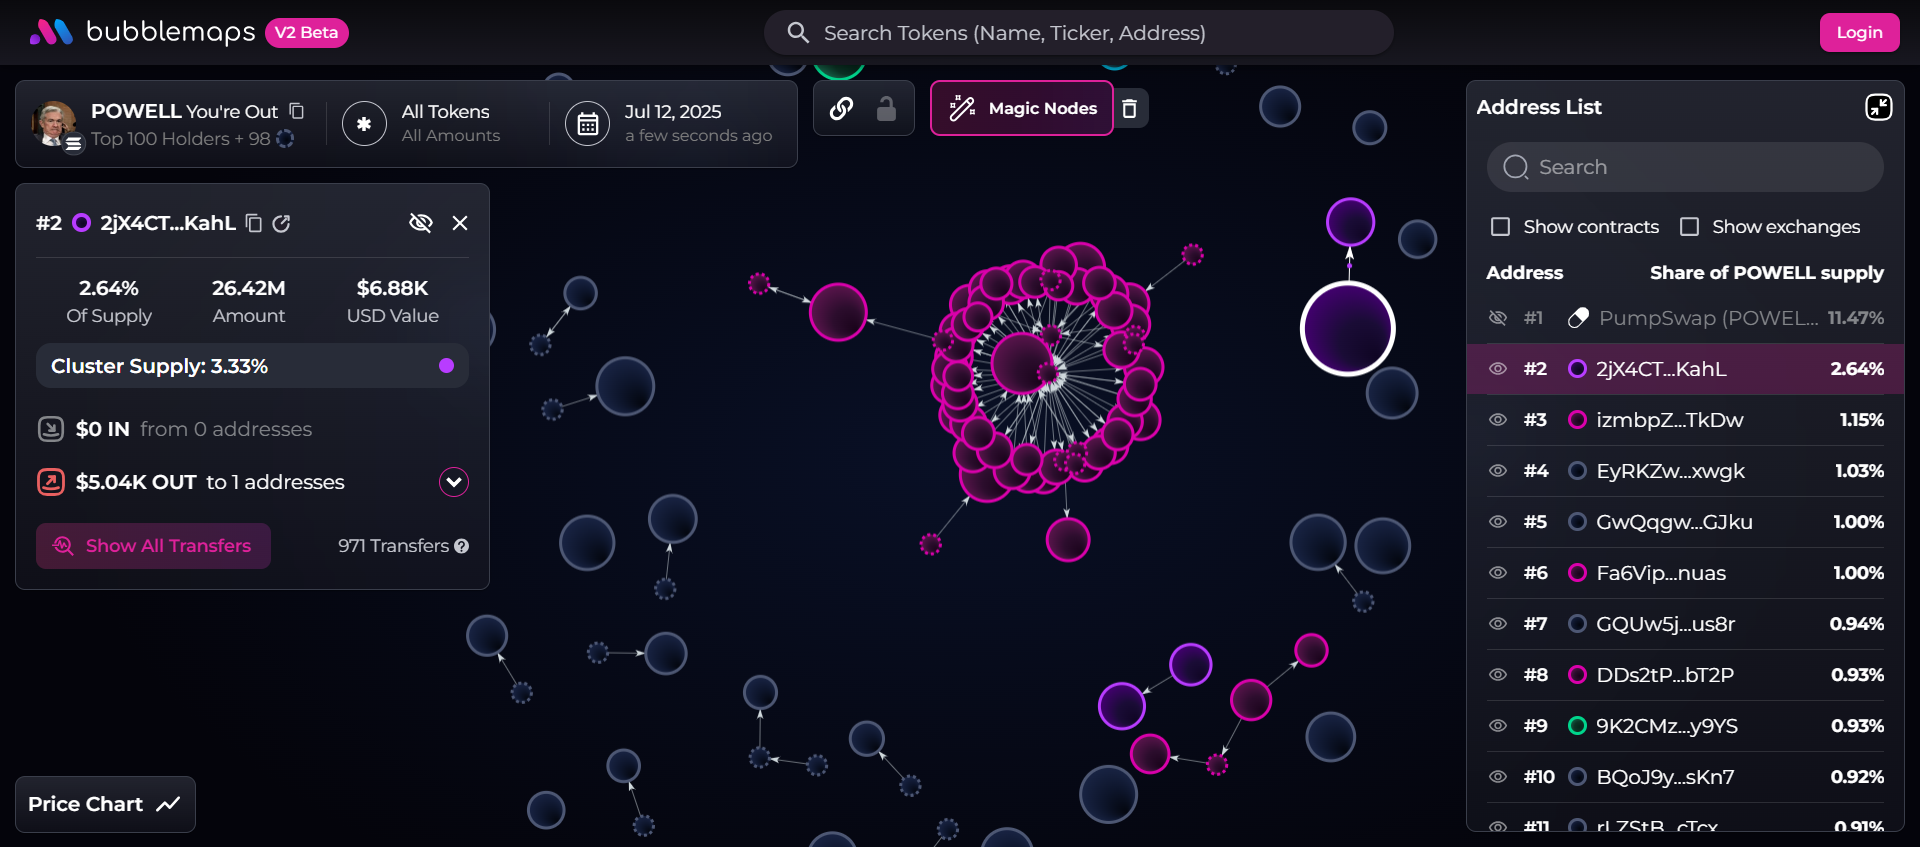 bubblemaps V2 Beta
Search Tokens (Name, Ticker, Address)
Login
POWELL You're Out
Top 100 Holders + 98
All Tokens
All Amounts
Jul 12, 2025
a few seconds ago
Magic Nodes
#2 2jX4CT...KahL
2.64% 26.42M $6.88K
Of Supply Amount USD Value
Cluster Supply: 3.33%
$0 IN from 0 addresses
$5.04K OUT to 1 addresses
Show All Transfers 971 Transfers
Price Chart
Address List
Search
Show contracts Show exchanges
Address Share of POWELL supply
#1 PumpSwap (POWEL... 11.47%
#2 2jX4CT...KahL 2.64%
#3 izmbpZ...TkDw 1.15%
#4 EyRKZw...xwgk 1.03%
#5 GwQqgw...GJku 1.00%
#6 Fa6Vip...nuas 1.00%
#7 GQUw5j...us8r 0.94%
#8 DDs2tP...bT2P 0.93%
#9 9K2CMz...y9YS 0.93%
#10 BQoJ9y...sKn7 0.92%
#11 rLZStB...cTcx 0.91%